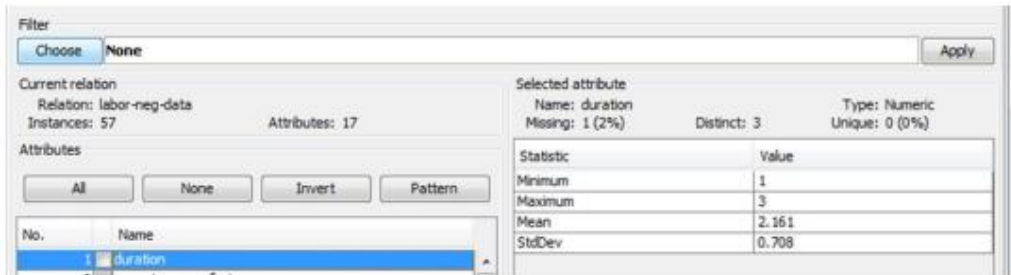 Filter
Choose None Apply
Current relation
Relation: labor-neg-data
Instances: 57 Attributes: 17
Selected attribute
Name: duration Type: Numeric
Missing: 1 (2%) Distinct: 3 Unique: 0 (0%)
Attributes
All None Invert Pattern
No. Name
1 duration
Statistic Value
Minimum 1
Maximum 3
Mean 2.161
StdDev 0.708